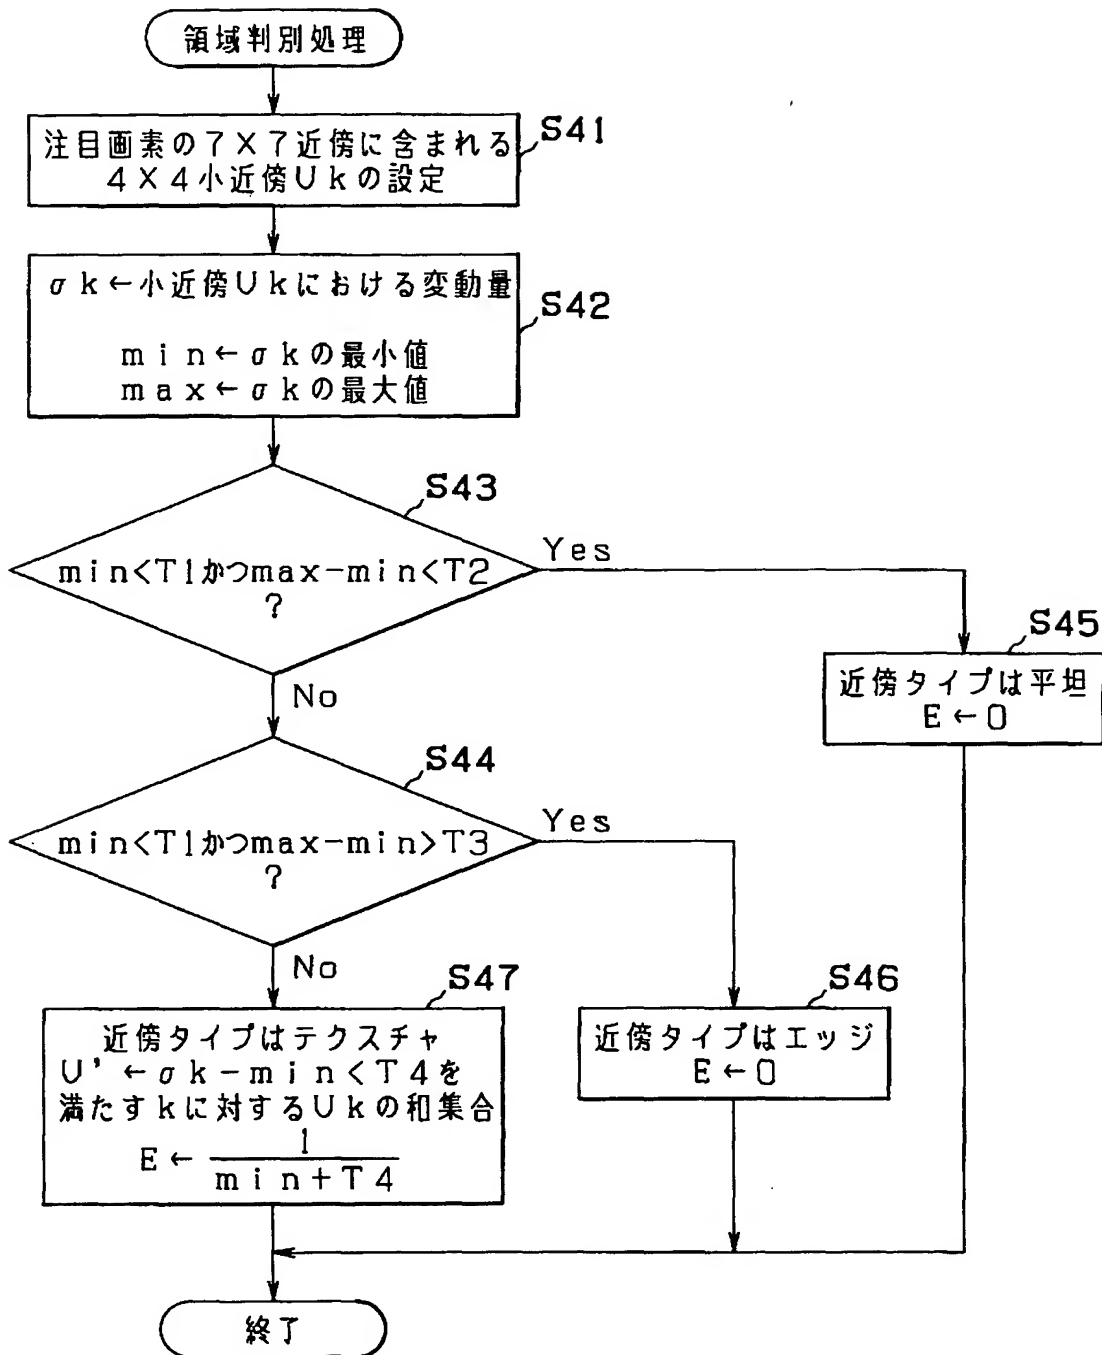 領域判別処理
S41
注目画素の7×7近傍に含まれる
4×4小近傍Ukの設定
S42
σk←小近傍Ukにおける変動量
min←σkの最小値
max←σkの最大値
S43
min<T1かつmax-min<T2
?
Yes
No
S45
近傍タイプは平坦
E←0
S44
min<T1かつmax-min>T3
?
Yes
No
S46
近傍タイプはエッジ
E←0
S47
近傍タイプはテクスチャ
U'←σk-min<T4を
満たすkに対するUkの和集合
E← 1
min+T4
終了